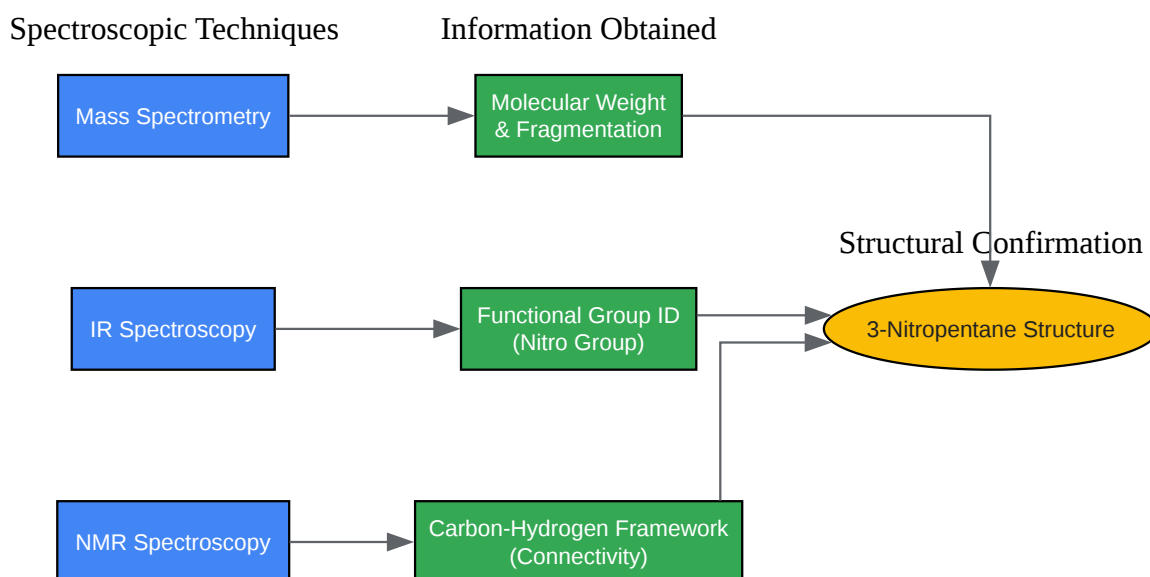 Spectroscopic Techniques
Information Obtained
Mass Spectrometry
Molecular Weight
& Fragmentation
Structural Confirmation
IR Spectroscopy
Functional Group ID
(Nitro Group)
3-Nitropentane Structure
NMR Spectroscopy
Carbon-Hydrogen Framework
(Connectivity)